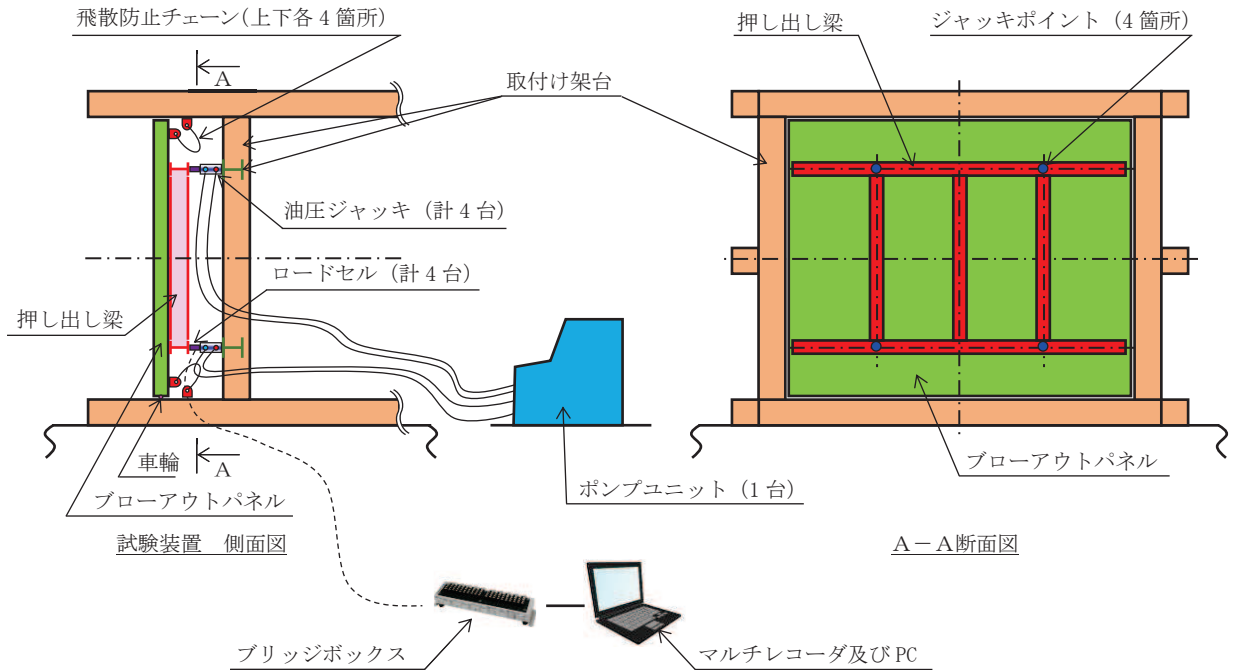 飛散防止チェーン(上下各4箇所)
押し出し梁
ジャッキポイント（4箇所）
A
取付け架台
油圧ジャッキ（計4台）
ロードセル（計4台）
押し出し梁
車輪
A
ブローアウトパネル
ブローアウトパネル
ポンプユニット（1台）
試験装置　側面図
A－A断面図
ブリッジボックス
マルチレコーダ及びPC